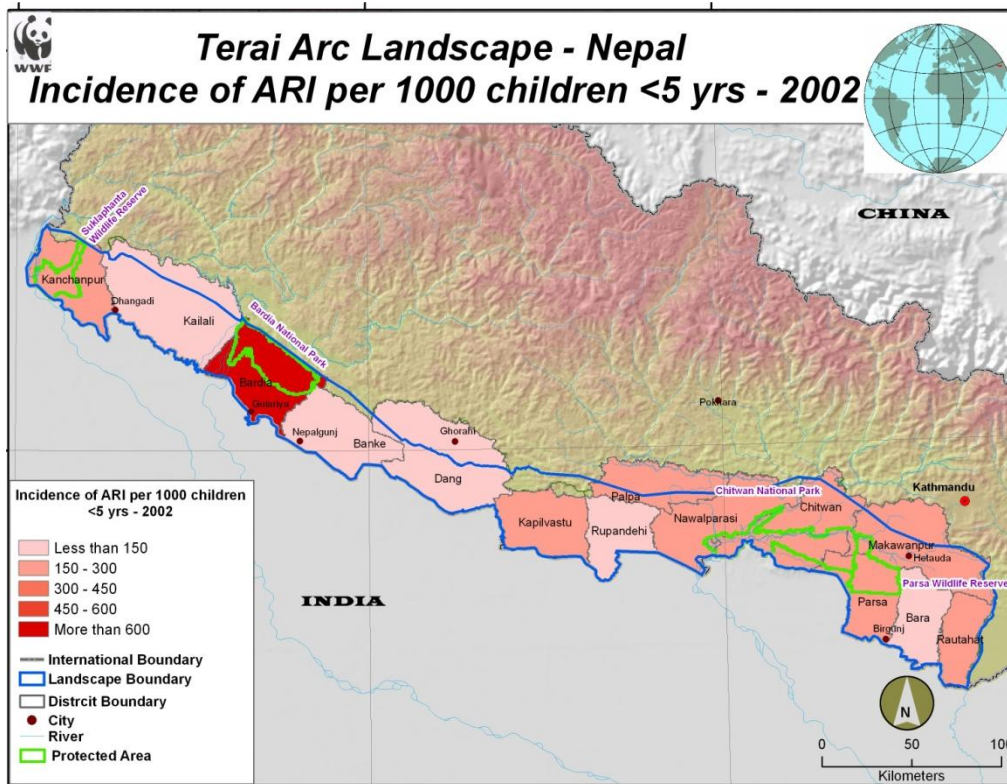 WWF
Terai Arc Landscape - Nepal
Incidence of ARI per 1000 children <5 yrs - 2002
CHINA
Suklaphanta
Wildlife Reserve
Kanchanpur
Dhangadi
Kailali
Bardia National Park
Bardia
Gulariya
Nepalgunj
Banke
Ghorahi
Dang
Pokhara
Kathmandu
Chitwan National Park
Palpa
Kapilvastu
Rupandehi
Nawalparasi
Chitwan
Makawanpur
Hetauda
Parsa Wildlife Reserve
Parsa
Bara
Birgunj
Rautahat
INDIA
Incidence of ARI per 1000 children
<5 yrs - 2002
Less than 150
150 - 300
300 - 450
450 - 600
More than 600
International Boundary
Landscape Boundary
Distrcit Boundary
City
River
Protected Area
N
0 50 100
Kilometers